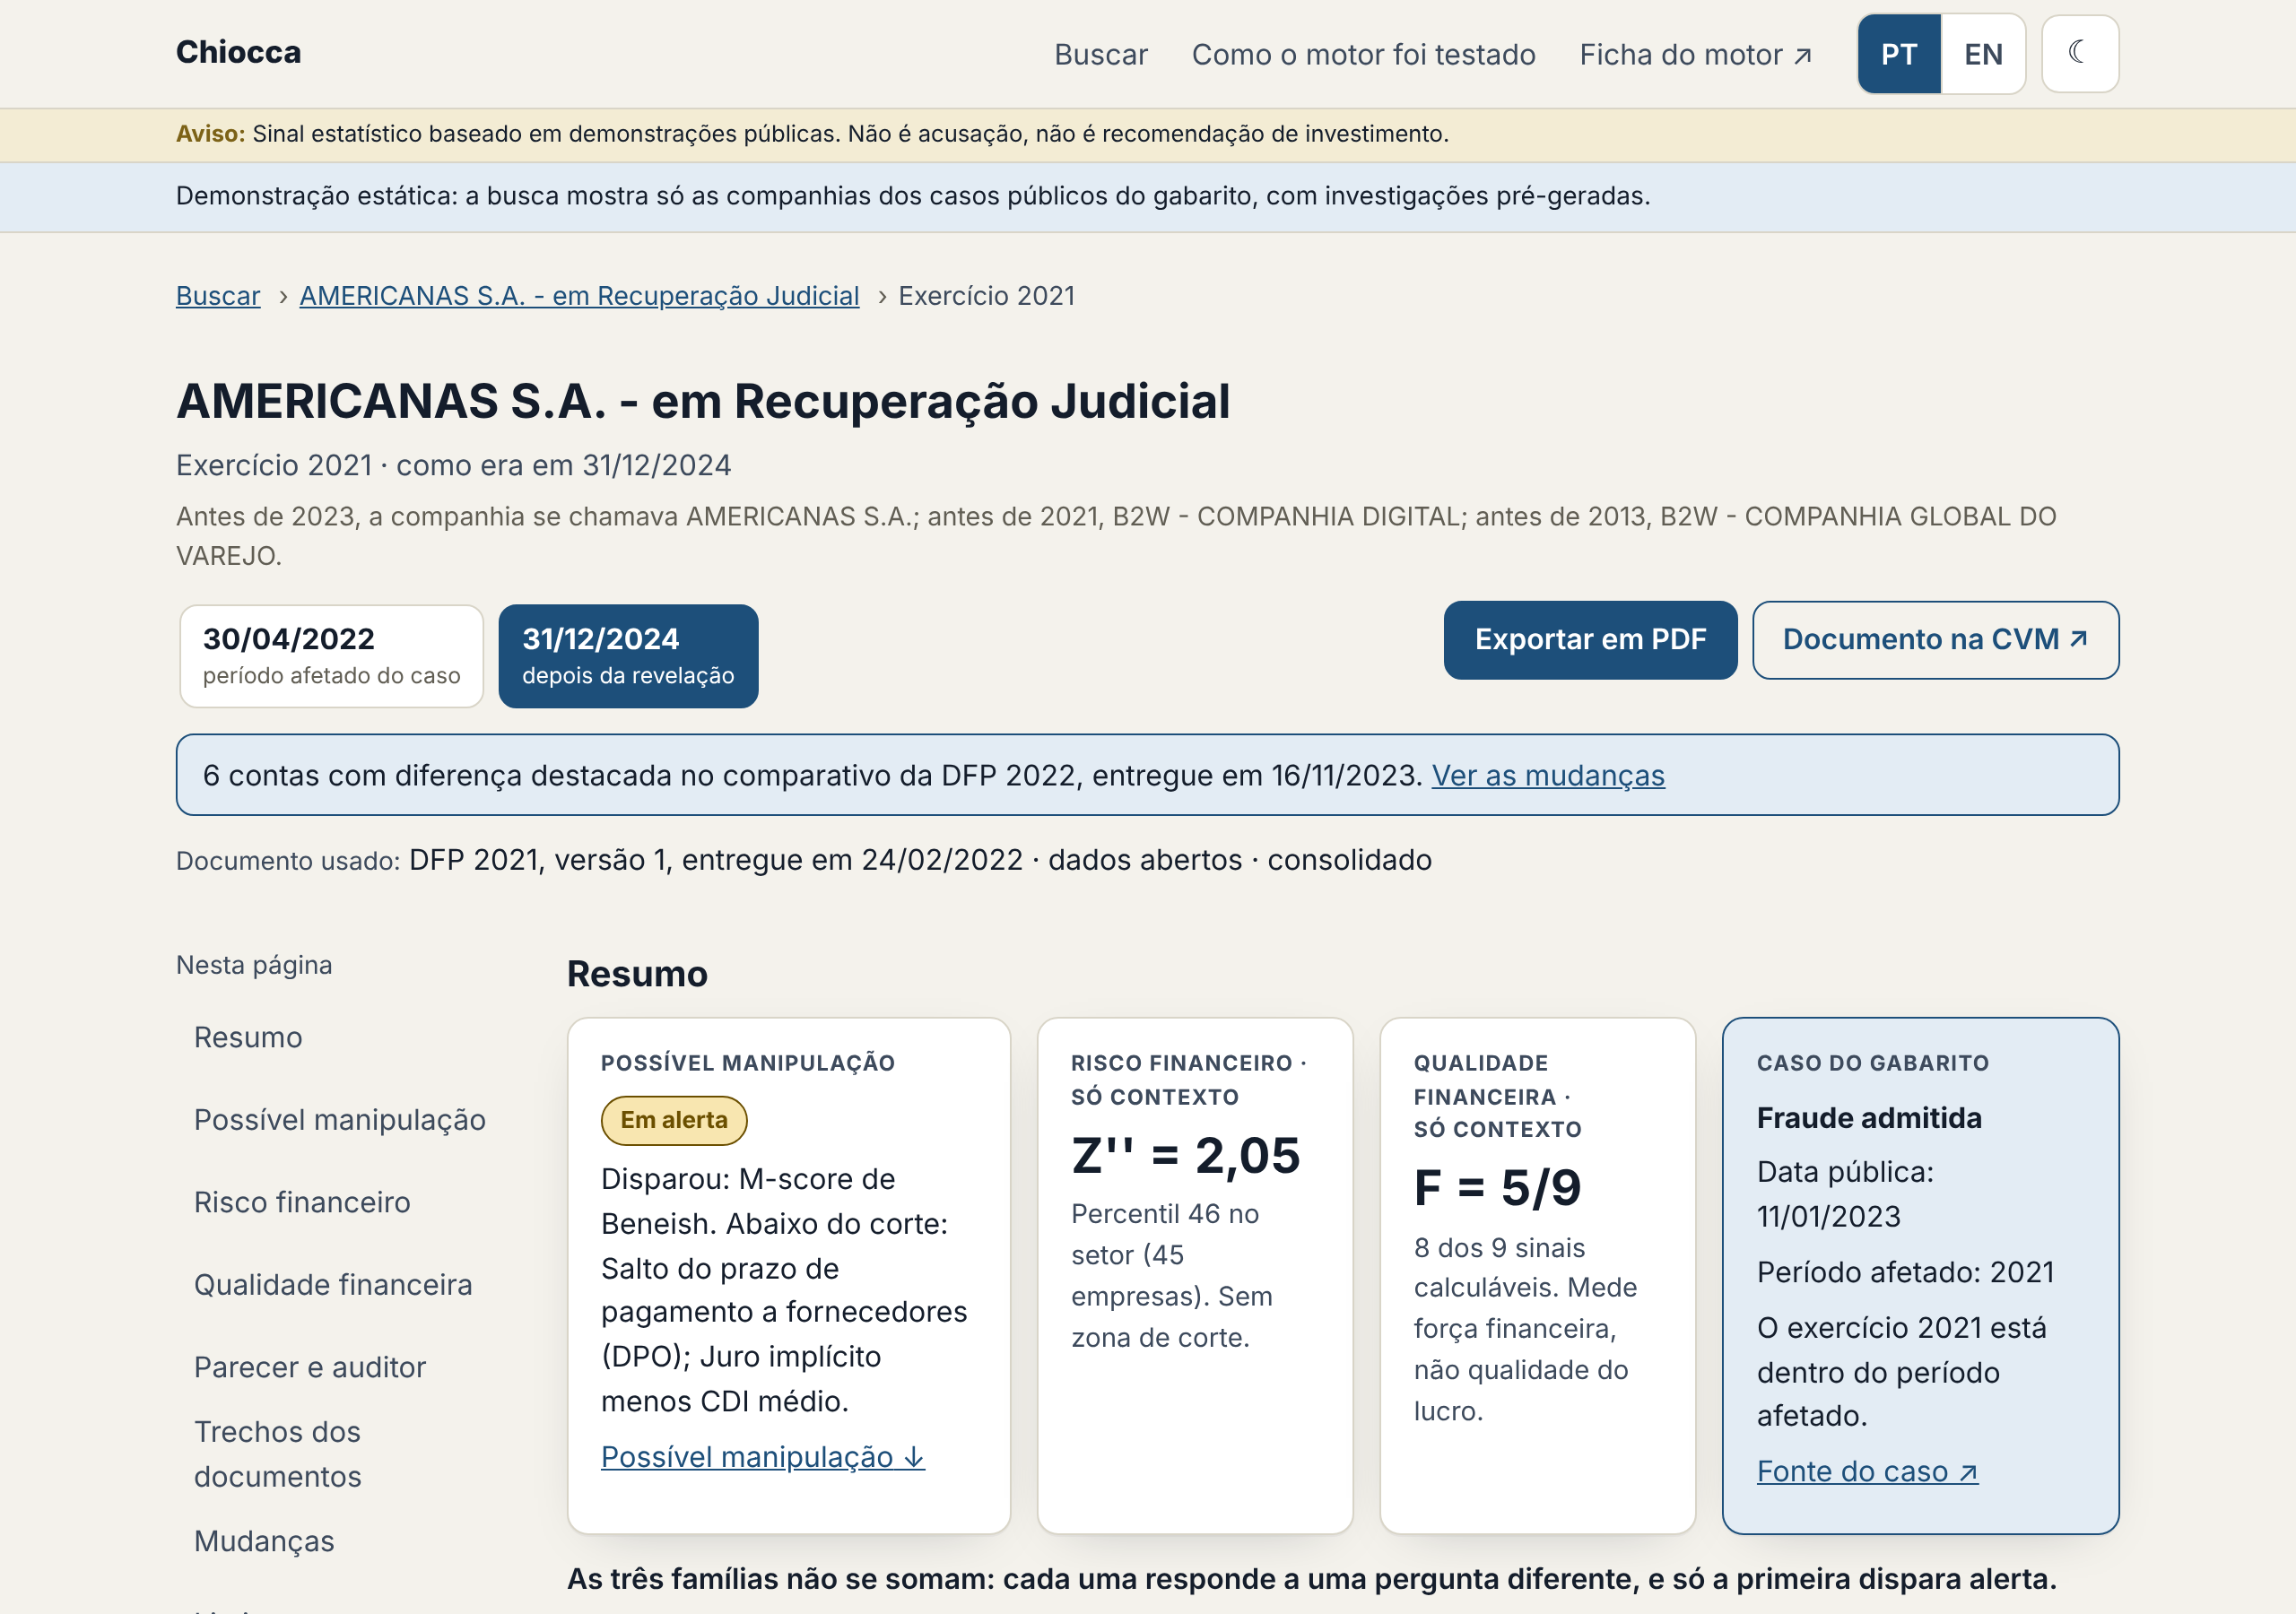 Chiocca
Buscar
Como o motor foi testado
Ficha do motor ↗
PT
EN
Aviso: Sinal estatístico baseado em demonstrações públicas. Não é acusação, não é recomendação de investimento.
Demonstração estática: a busca mostra só as companhias dos casos públicos do gabarito, com investigações pré-geradas.
Buscar › AMERICANAS S.A. - em Recuperação Judicial › Exercício 2021
AMERICANAS S.A. - em Recuperação Judicial
Exercício 2021 · como era em 31/12/2024
Antes de 2023, a companhia se chamava AMERICANAS S.A.; antes de 2021, B2W - COMPANHIA DIGITAL; antes de 2013, B2W - COMPANHIA GLOBAL DO
VAREJO.
30/04/2022
período afetado do caso
31/12/2024
depois da revelação
Exportar em PDF
Documento na CVM ↗
6 contas com diferença destacada no comparativo da DFP 2022, entregue em 16/11/2023. Ver as mudanças
Documento usado: DFP 2021, versão 1, entregue em 24/02/2022 · dados abertos · consolidado
Nesta página
Resumo
Possível manipulação
Risco financeiro
Qualidade financeira
Parecer e auditor
Trechos dos
documentos
Mudanças
Resumo
POSSÍVEL MANIPULAÇÃO
Em alerta
Disparou: M-score de
Beneish. Abaixo do corte:
Salto do prazo de
pagamento a fornecedores
(DPO); Juro implícito
menos CDI médio.
Possível manipulação ↓
RISCO FINANCEIRO ·
SÓ CONTEXTO
Z'' = 2,05
Percentil 46 no
setor (45
empresas). Sem
zona de corte.
QUALIDADE
FINANCEIRA ·
SÓ CONTEXTO
F = 5/9
8 dos 9 sinais
calculáveis. Mede
força financeira,
não qualidade do
lucro.
CASO DO GABARITO
Fraude admitida
Data pública:
11/01/2023
Período afetado: 2021
O exercício 2021 está
dentro do período
afetado.
Fonte do caso ↗
As três famílias não se somam: cada uma responde a uma pergunta diferente, e só a primeira dispara alerta.